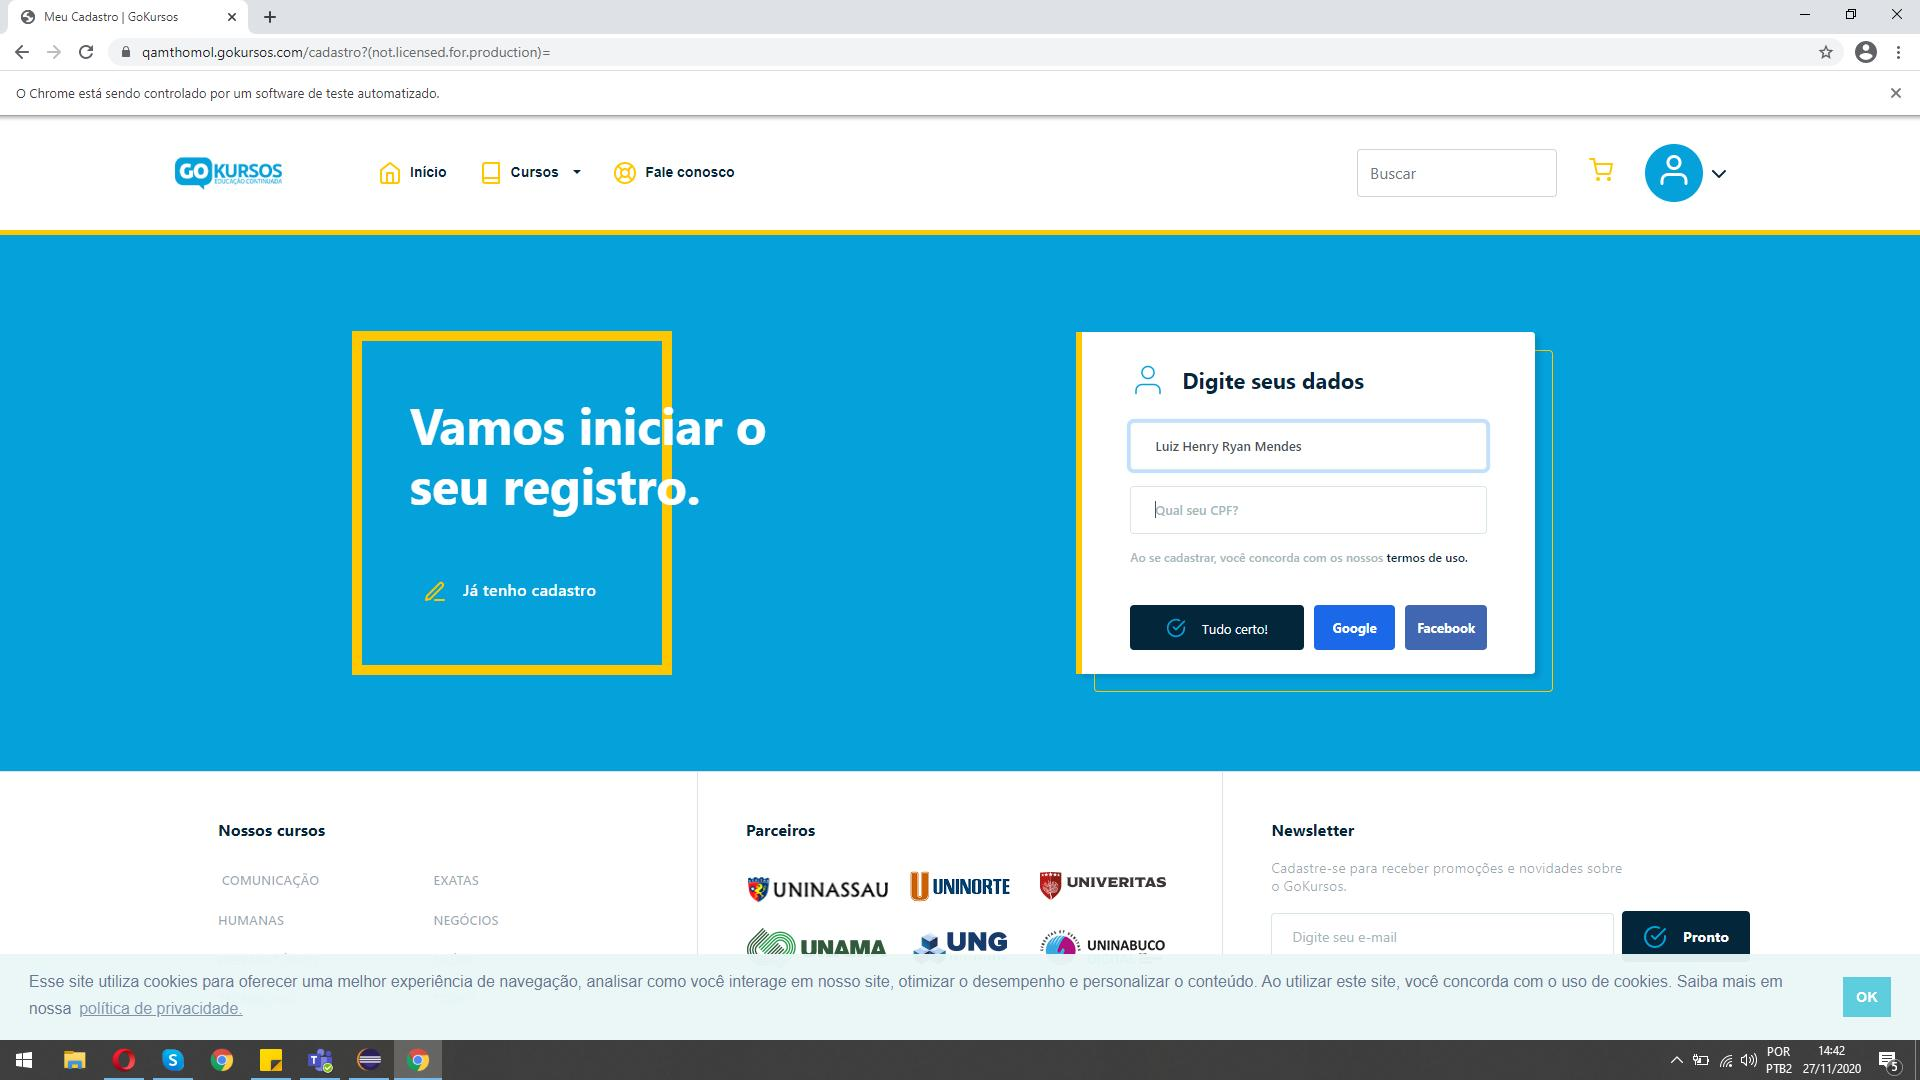 Meu Cadastro | GoKursos
qamthomol.gokursos.com/cadastro?(not.licensed.for.production)=
O Chrome está sendo controlado por um software de teste automatizado.
GO KURSOS
EDUCAÇÃO CONTINUADA
Início
Cursos
Fale conosco
Buscar
Vamos iniciar o
seu registro.
Já tenho cadastro
Digite seus dados
Luiz Henry Ryan Mendes
Qual seu CPF?
Ao se cadastrar, você concorda com os nossos termos de uso.
Tudo certo!
Google
Facebook
Nossos cursos
COMUNICAÇÃO
EXATAS
HUMANAS
NEGÓCIOS
Parceiros
UNINASSAU
UNINORTE
UNIVERITAS
UNAMA
UNG
UNINABUCO
Newsletter
Cadastre-se para receber promoções e novidades sobre
o GoKursos.
Digite seu e-mail
Pronto
Esse site utiliza cookies para oferecer uma melhor experiência de navegação, analisar como você interage em nosso site, otimizar o desempenho e personalizar o conteúdo. Ao utilizar este site, você concorda com o uso de cookies. Saiba mais em
nossa política de privacidade.
OK
POR
PTB2
14:42
27/11/2020
5